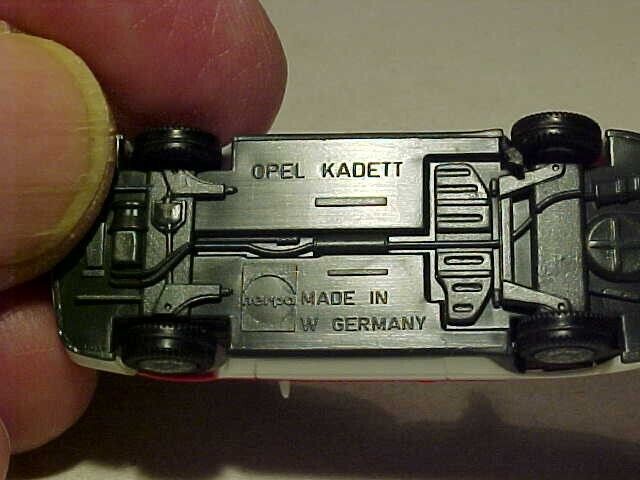 OPEL KADETT
herpa
MADE IN
W GERMANY